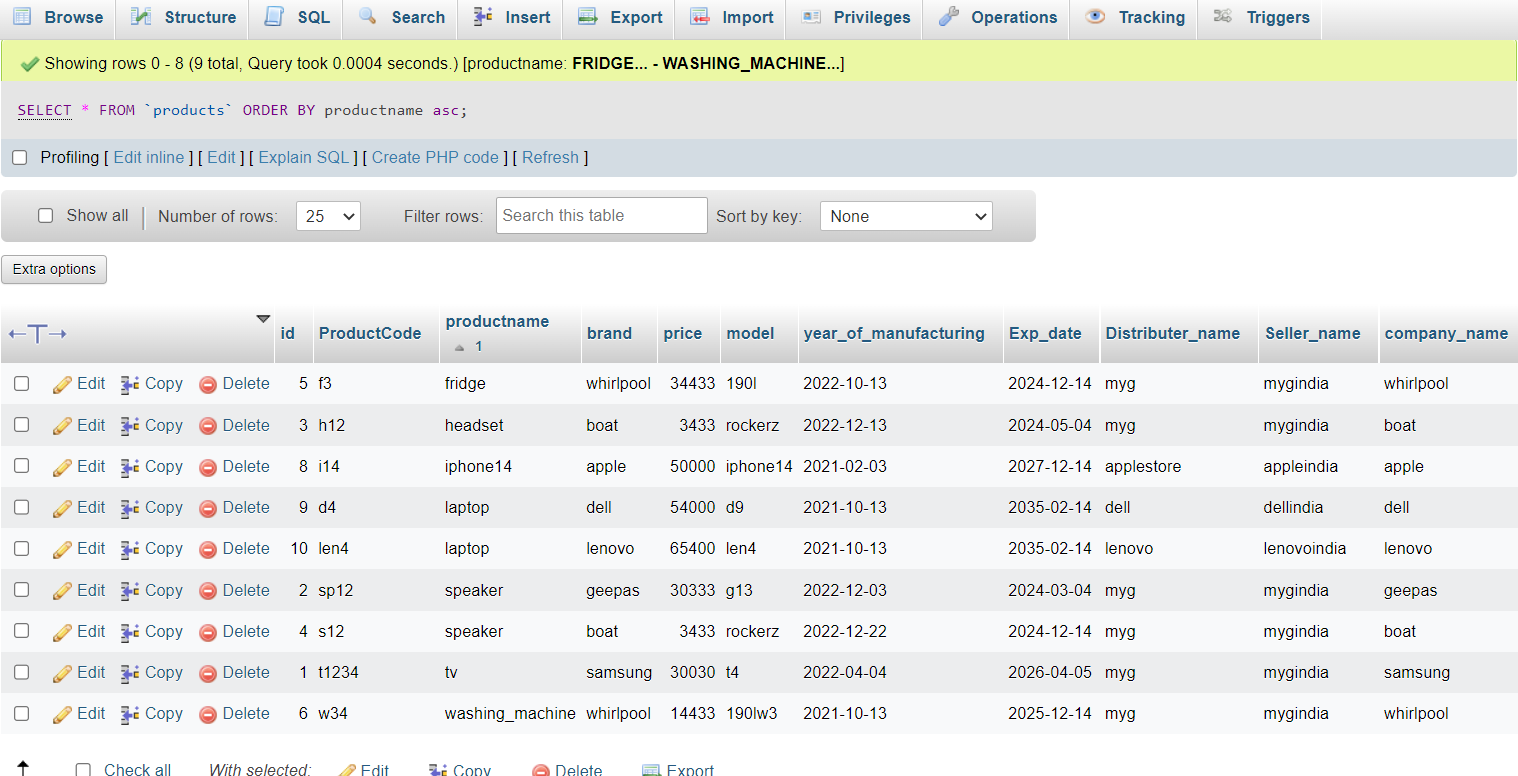 Browse Structure SQL Search Insert Export Import Privileges Operations Tracking Triggers
Showing rows 0 - 8 (9 total, Query took 0.0004 seconds.) [productname: FRIDGE... - WASHING_MACHINE...]
SELECT * FROM `products` ORDER BY productname asc;
Profiling [ Edit inline ] [ Edit ] [ Explain SQL ] [ Create PHP code ] [ Refresh ]
Show all Number of rows: 25 Filter rows: Search this table Sort by key: None
Extra options
←T→ id ProductCode productname 1 brand price model year_of_manufacturing Exp_date Distributer_name Seller_name company_name
Edit Copy Delete 5 f3 fridge whirlpool 34433 190l 2022-10-13 2024-12-14 myg mygindia whirlpool
Edit Copy Delete 3 h12 headset boat 3433 rockerz 2022-12-13 2024-05-04 myg mygindia boat
Edit Copy Delete 8 i14 iphone14 apple 50000 iphone14 2021-02-03 2027-12-14 applestore appleindia apple
Edit Copy Delete 9 d4 laptop dell 54000 d9 2021-10-13 2035-02-14 dell dellindia dell
Edit Copy Delete 10 len4 laptop lenovo 65400 len4 2021-10-13 2035-02-14 lenovo lenovoindia lenovo
Edit Copy Delete 2 sp12 speaker geepas 30333 g13 2022-12-03 2024-03-04 myg mygindia geepas
Edit Copy Delete 4 s12 speaker boat 3433 rockerz 2022-12-22 2024-12-14 myg mygindia boat
Edit Copy Delete 1 t1234 tv samsung 30030 t4 2022-04-04 2026-04-05 myg mygindia samsung
Edit Copy Delete 6 w34 washing_machine whirlpool 14433 190lw3 2021-10-13 2025-12-14 myg mygindia whirlpool
Check all With selected: Edit Copy Delete Export